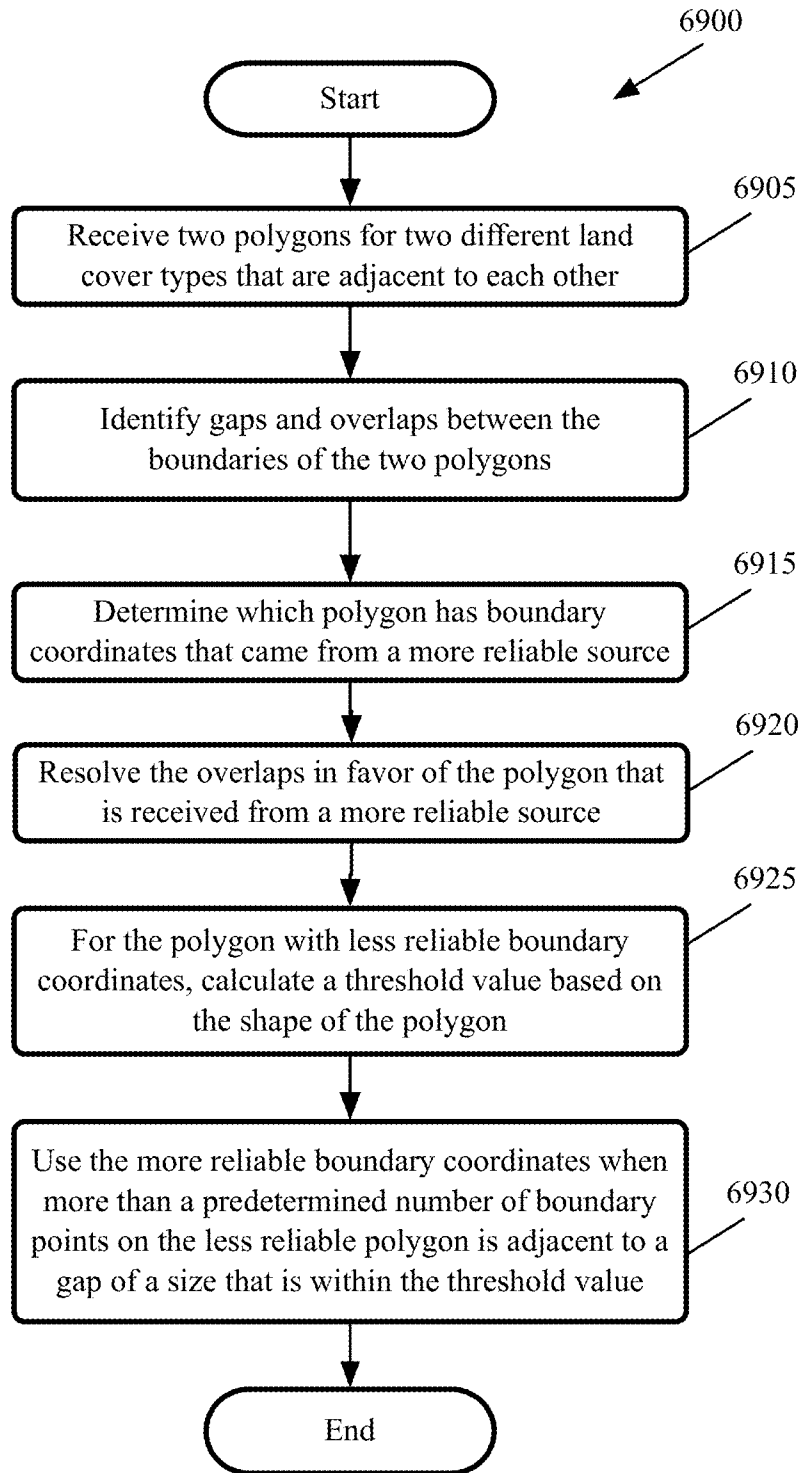 6900
Start
6905
Receive two polygons for two different land
cover types that are adjacent to each other
6910
Identify gaps and overlaps between the
boundaries of the two polygons
6915
Determine which polygon has boundary
coordinates that came from a more reliable source
6920
Resolve the overlaps in favor of the polygon that
is received from a more reliable source
6925
For the polygon with less reliable boundary
coordinates, calculate a threshold value based on
the shape of the polygon
Use the more reliable boundary coordinates when
more than a predetermined number of boundary
points on the less reliable polygon is adjacent to a
gap of a size that is within the threshold value
6930
End